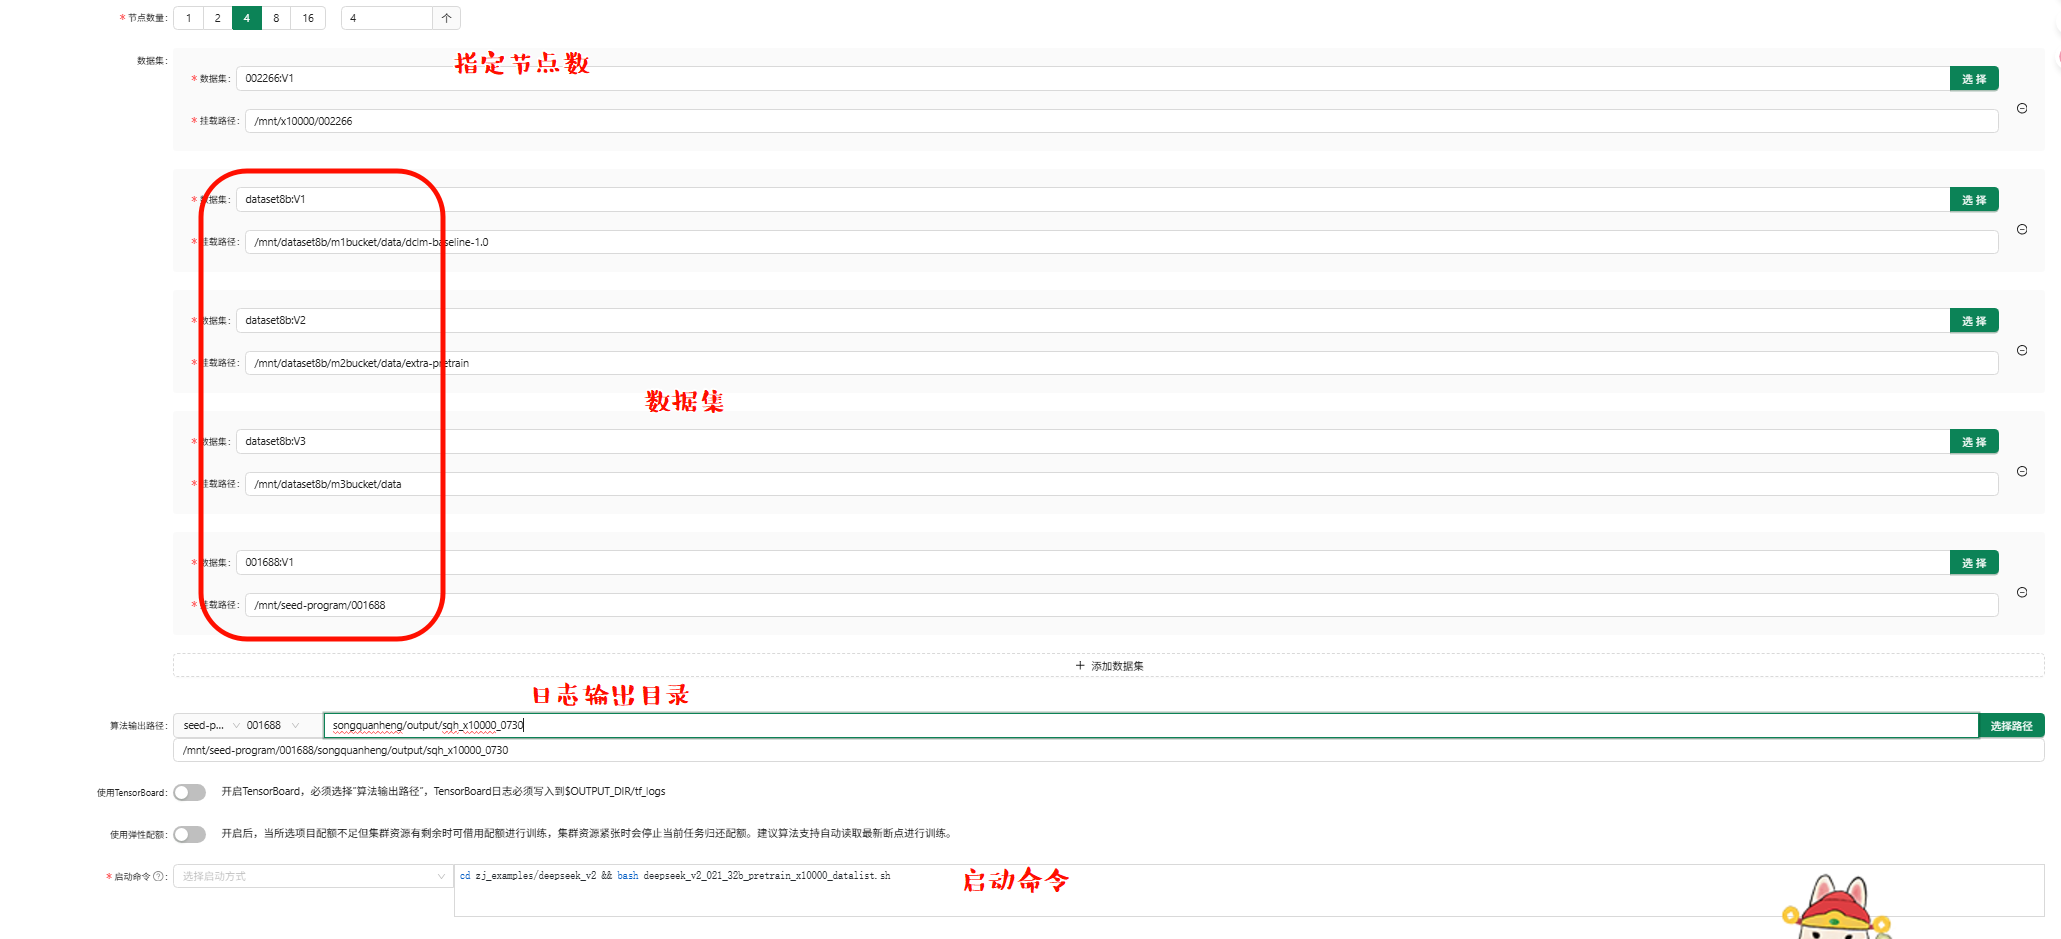 * 节点数量: 1 2 4 8 16 4 个
指定节点数
数据集:
* 数据集: 002266:V1 选 择
* 挂载路径: /mnt/x10000/002266
* 数据集: dataset8b:V1 选 择
* 挂载路径: /mnt/dataset8b/m1bucket/data/dclm-baseline-1.0
* 数据集: dataset8b:V2 选 择
* 挂载路径: /mnt/dataset8b/m2bucket/data/extra-pretrain
数据集
* 数据集: dataset8b:V3 选 择
* 挂载路径: /mnt/dataset8b/m3bucket/data
* 数据集: 001688:V1 选 择
* 挂载路径: /mnt/seed-program/001688
+ 添加数据集
日志输出目录
算法输出路径: seed-p... 001688 songquanheng/output/sqh_x10000_0730 选择路径
/mnt/seed-program/001688/songquanheng/output/sqh_x10000_0730
使用TensorBoard: 开启TensorBoard，必须选择"算法输出路径"，TensorBoard日志必须写入到$OUTPUT_DIR/tf_logs
使用弹性配额: 开启后，当所选项目配额不足但集群资源有剩余时可借用配额进行训练，集群资源紧张时会停止当前任务归还配额。建议算法支持自动读取最新断点进行训练。
* 启动命令 ?: 选择启动方式 cd zj_examples/deepseek_v2 && bash deepseek_v2_021_32b_pretrain_x10000_datalist.sh
启动命令